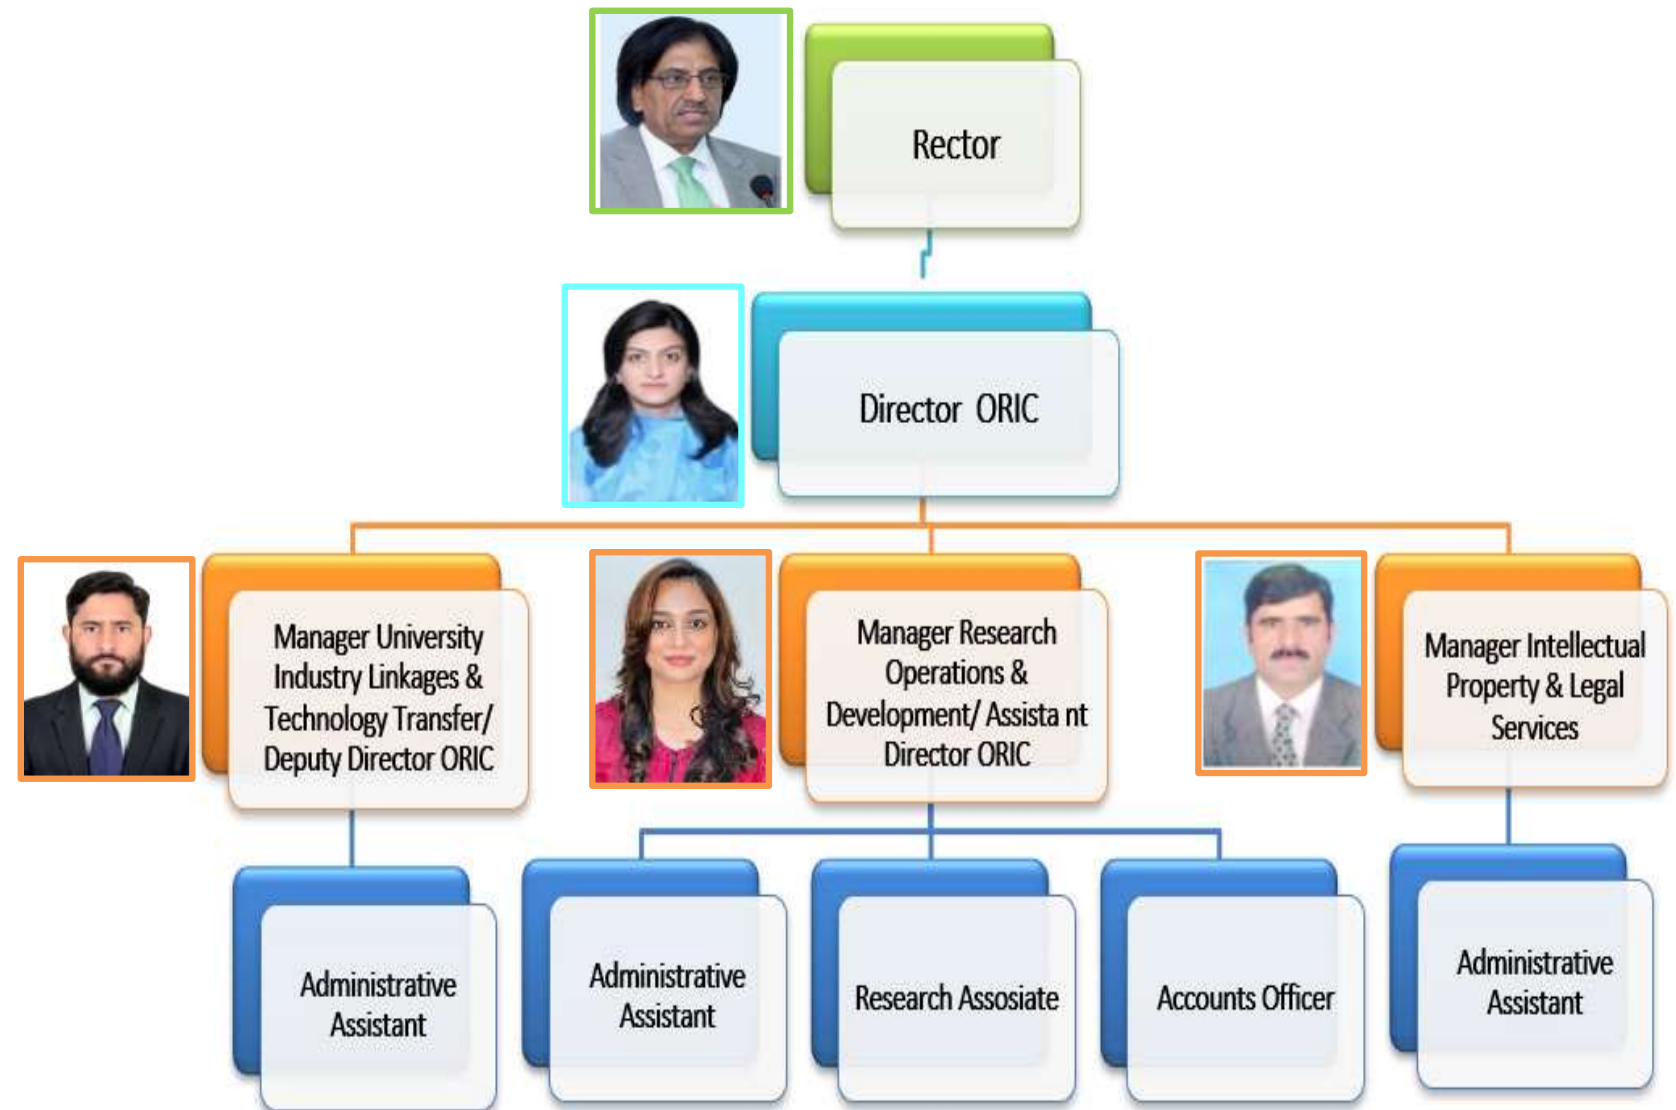 Rector
Director ORIC
Manager University
Industry Linkages &
Technology Transfer/
Deputy Director ORIC
Manager Research
Operations &
Development/ Assista nt
Director ORIC
Manager Intellectual
Property & Legal
Services
Administrative
Assistant
Administrative
Assistant
Research Assosiate
Accounts Officer
Administrative
Assistant